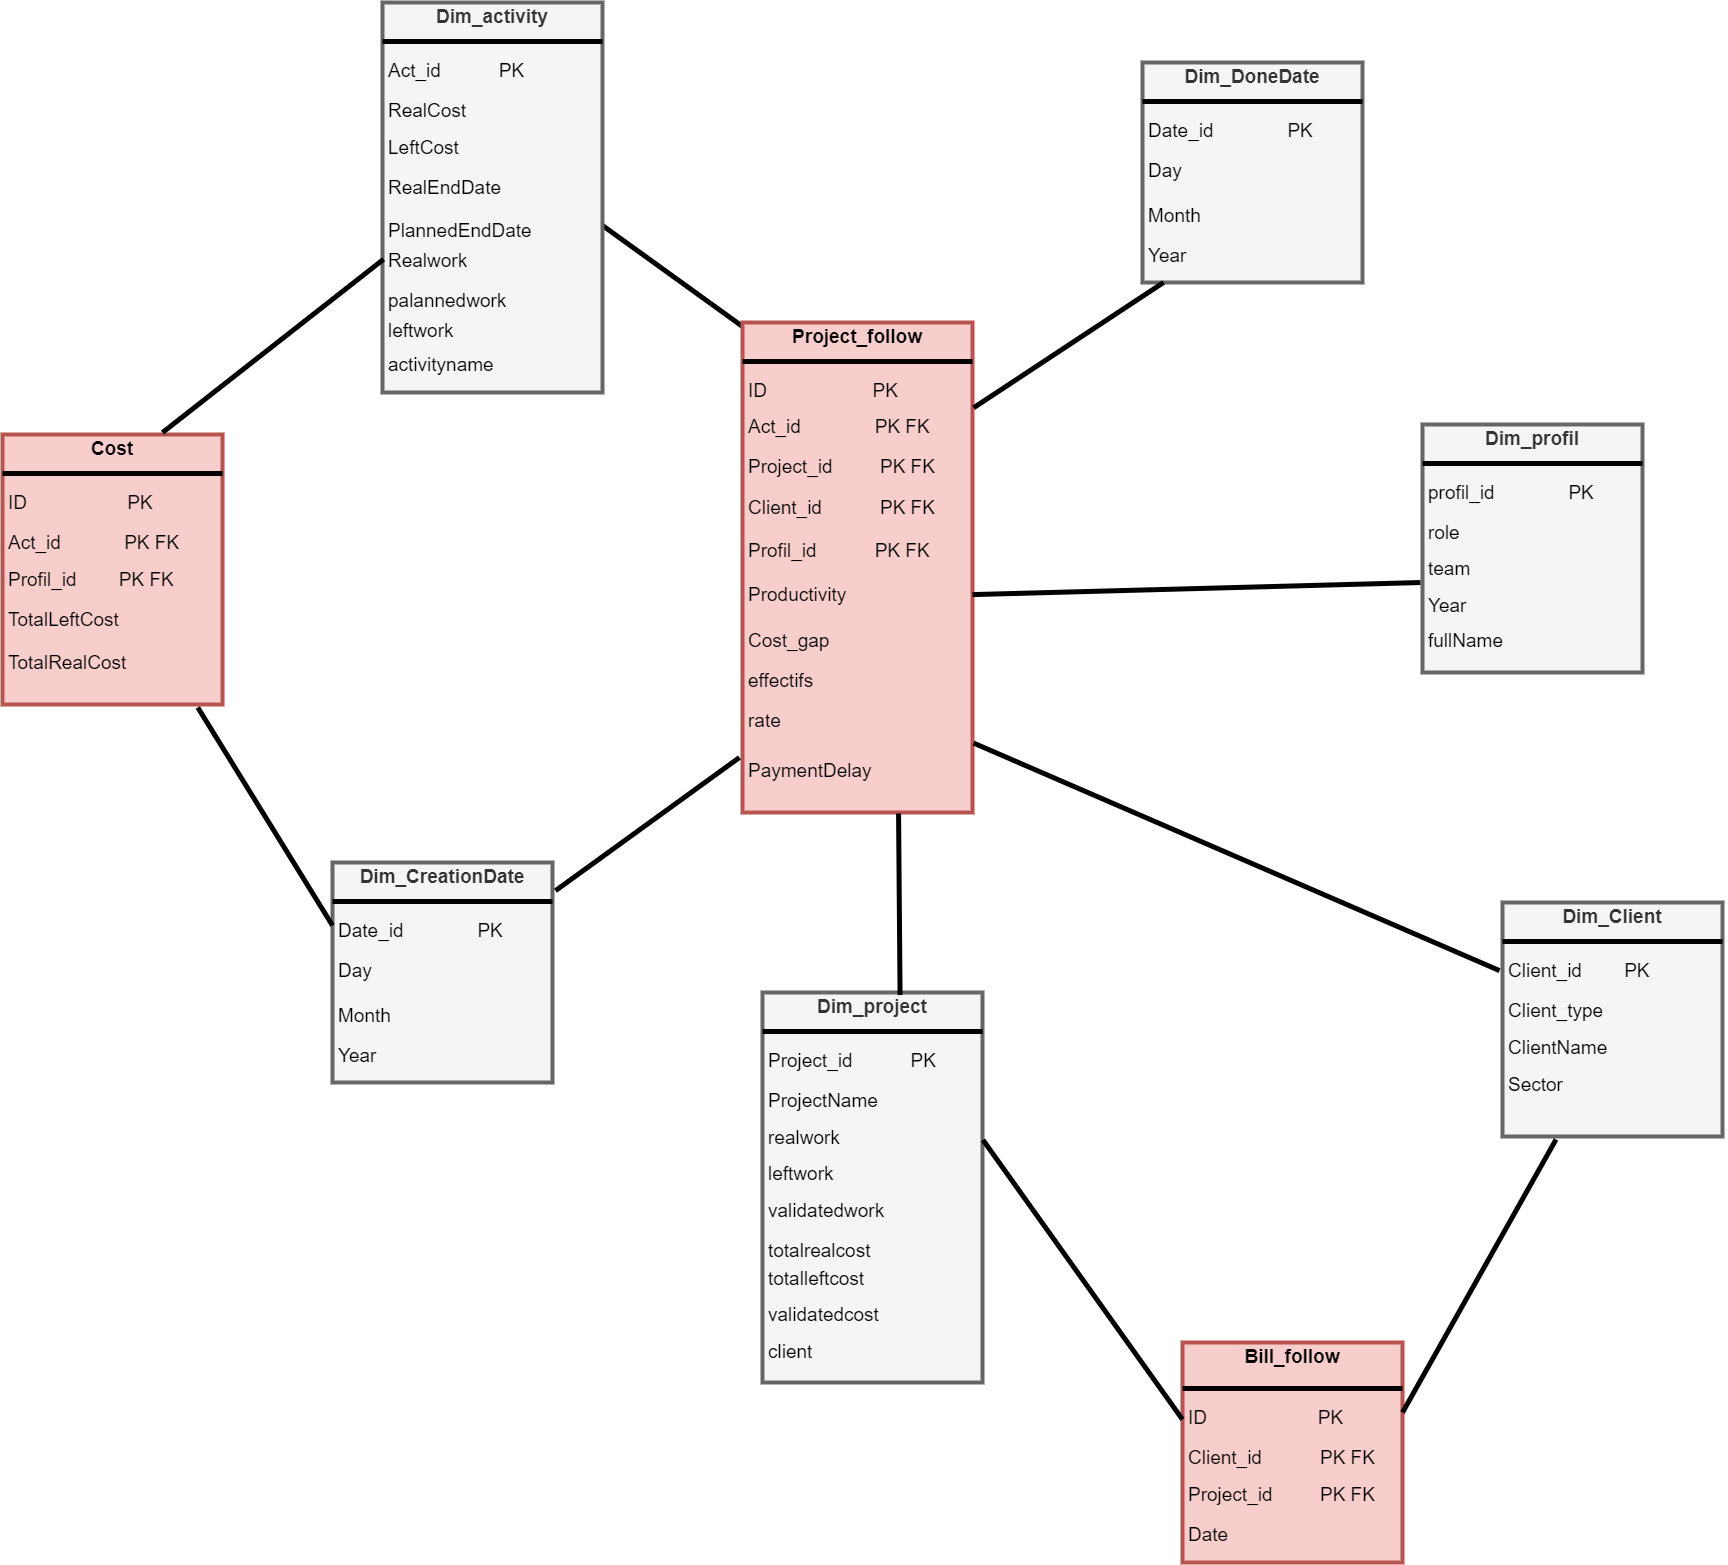 Dim_activity
Act_id PK
RealCost
LeftCost
RealEndDate
PlannedEndDate
Realwork
palannedwork
leftwork
activityname
Dim_DoneDate
Date_id PK
Day
Month
Year
Project_follow
ID PK
Act_id PK FK
Project_id PK FK
Client_id PK FK
Profil_id PK FK
Productivity
Cost_gap
effectifs
rate
PaymentDelay
Dim_profil
profil_id PK
role
team
Year
fullName
Cost
ID PK
Act_id PK FK
Profil_id PK FK
TotalLeftCost
TotalRealCost
Dim_CreationDate
Date_id PK
Day
Month
Year
Dim_project
Project_id PK
ProjectName
realwork
leftwork
validatedwork
totalrealcost
totalleftcost
validatedcost
client
Dim_Client
Client_id PK
Client_type
ClientName
Sector
Bill_follow
ID PK
Client_id PK FK
Project_id PK FK
Date